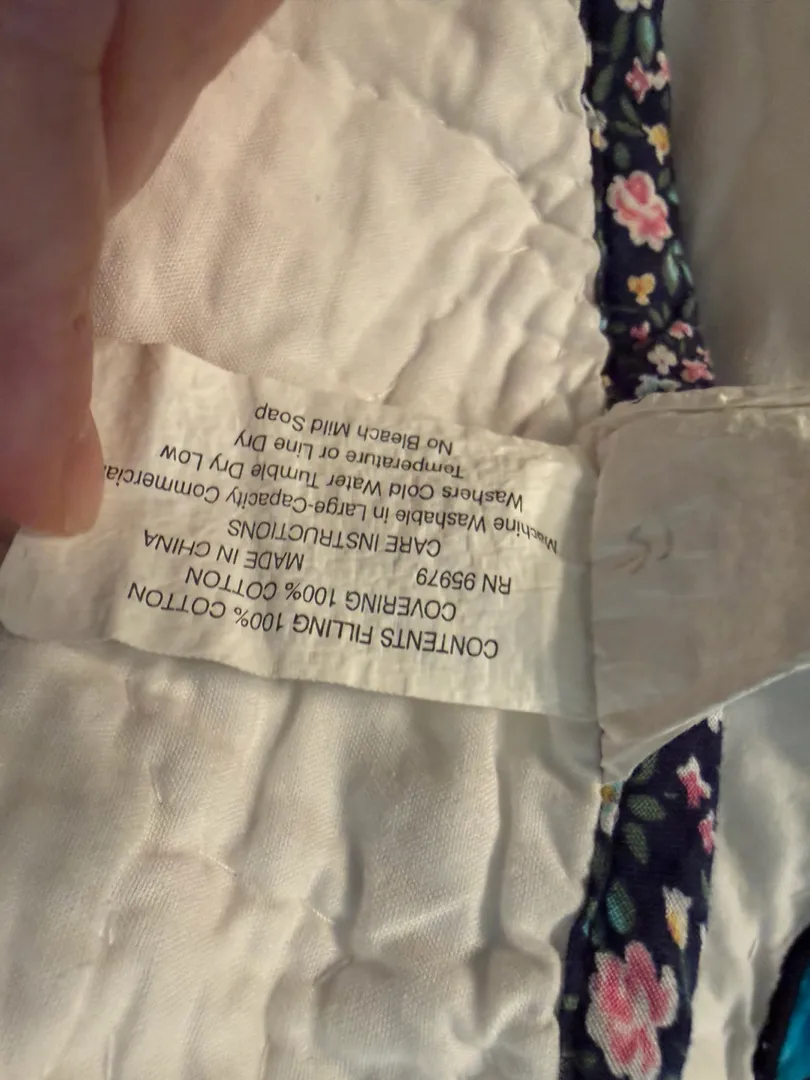 CONTENTS FILLING 100% COTTON
COVERING 100% COTTON
RN 95979 MADE IN CHINA
CARE INSTRUCTIONS
Machine Washable in Large-Capacity Commercial
Washers Cold Water Tumble Dry Low
Temperature or Line Dry
No Bleach Mild Soap